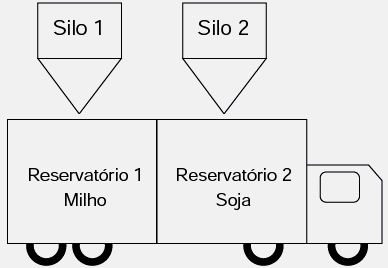 Silo 1
Silo 2
Reservatório 1
Milho
Reservatório 2
Soja